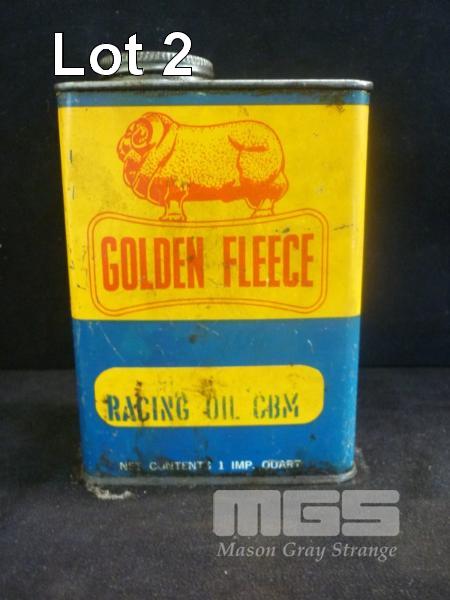 Lot 2
GOLDEN FLEECE
RACING OIL CBM
NET CONTENTS 1 IMP. QUART
MGS
Mason Gray Strange